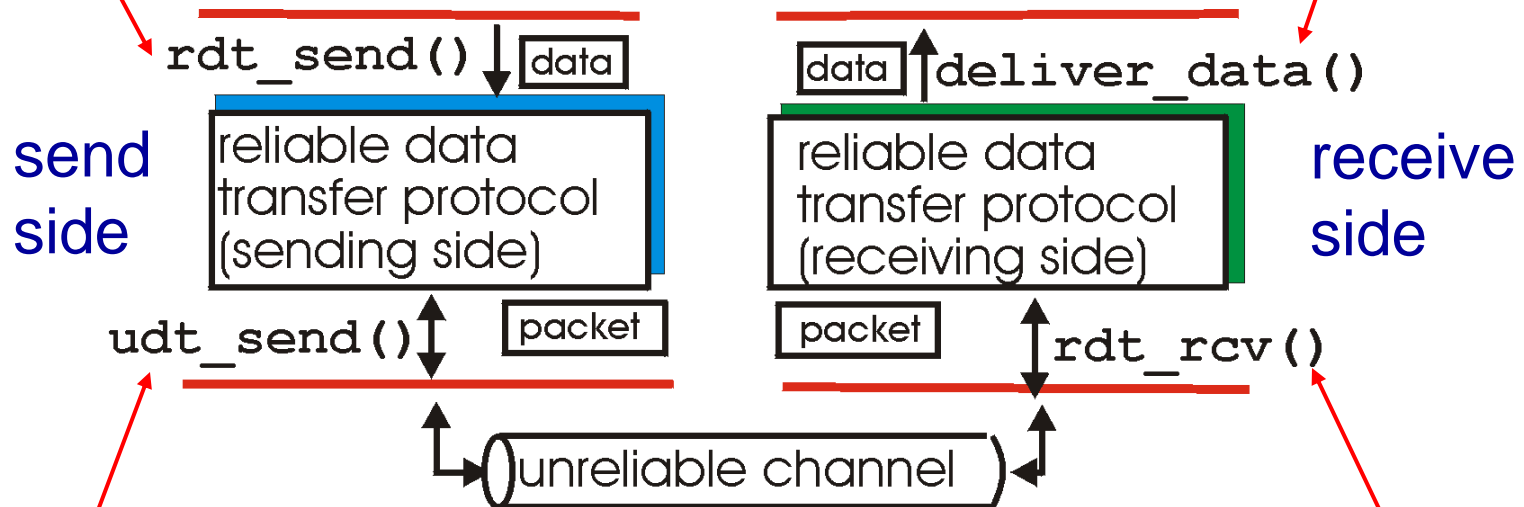 rdt_send()
data
data
deliver_data()
send
side
reliable data
transfer protocol
(sending side)
reliable data
transfer protocol
(receiving side)
receive
side
udt_send()
packet
packet
rdt_rcv()
unreliable channel